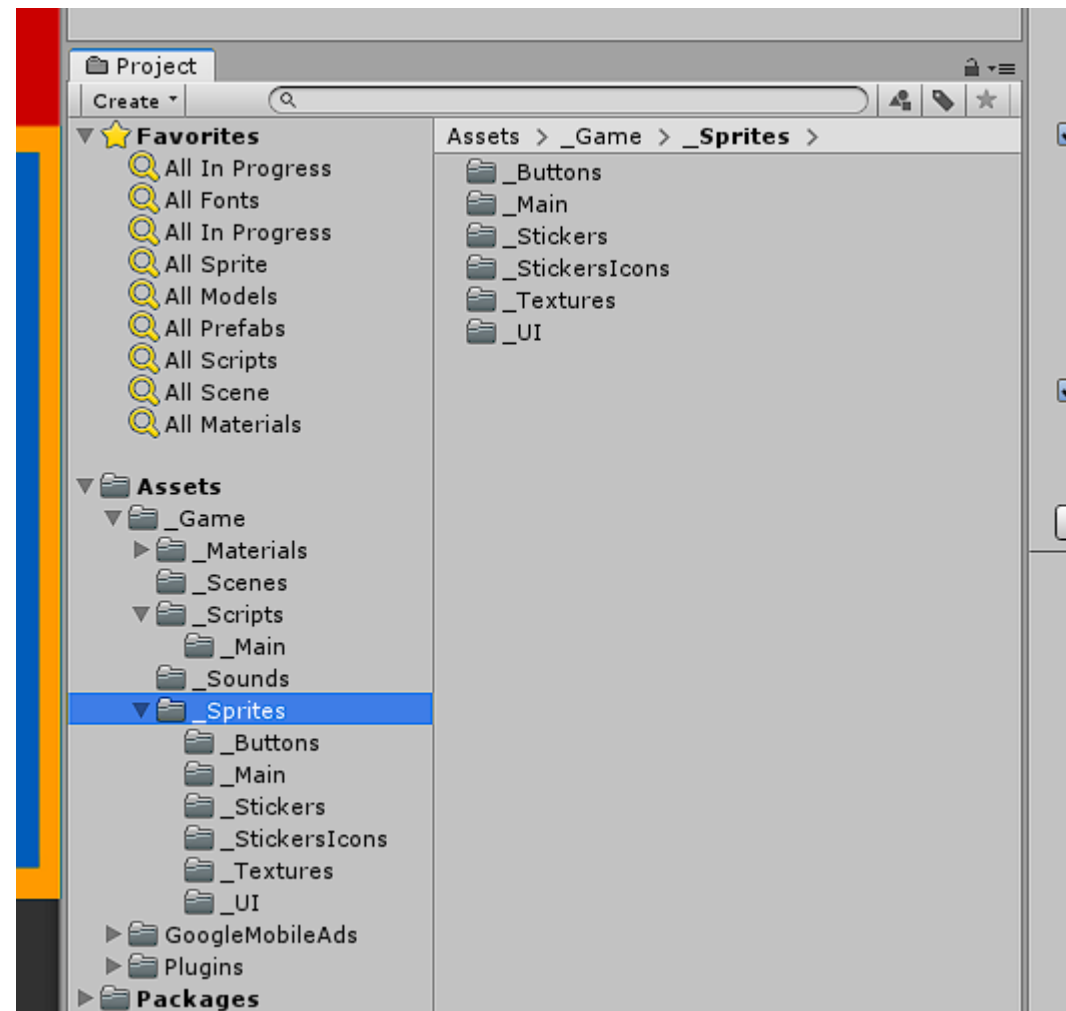 Project
Create
Favorites
All In Progress
All Fonts
All In Progress
All Sprite
All Models
All Prefabs
All Scripts
All Scene
All Materials
Assets
_Game
_Materials
_Scenes
_Scripts
_Main
_Sounds
_Sprites
_Buttons
_Main
_Stickers
_StickersIcons
_Textures
_UI
GoogleMobileAds
Plugins
Packages
Assets > _Game > _Sprites >
_Buttons
_Main
_Stickers
_StickersIcons
_Textures
_UI